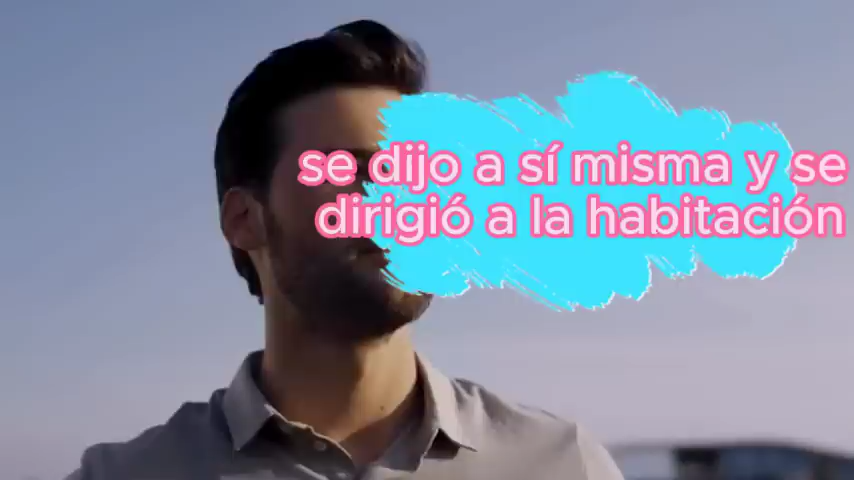 se dijo a sí misma y se
dirigió a la habitación